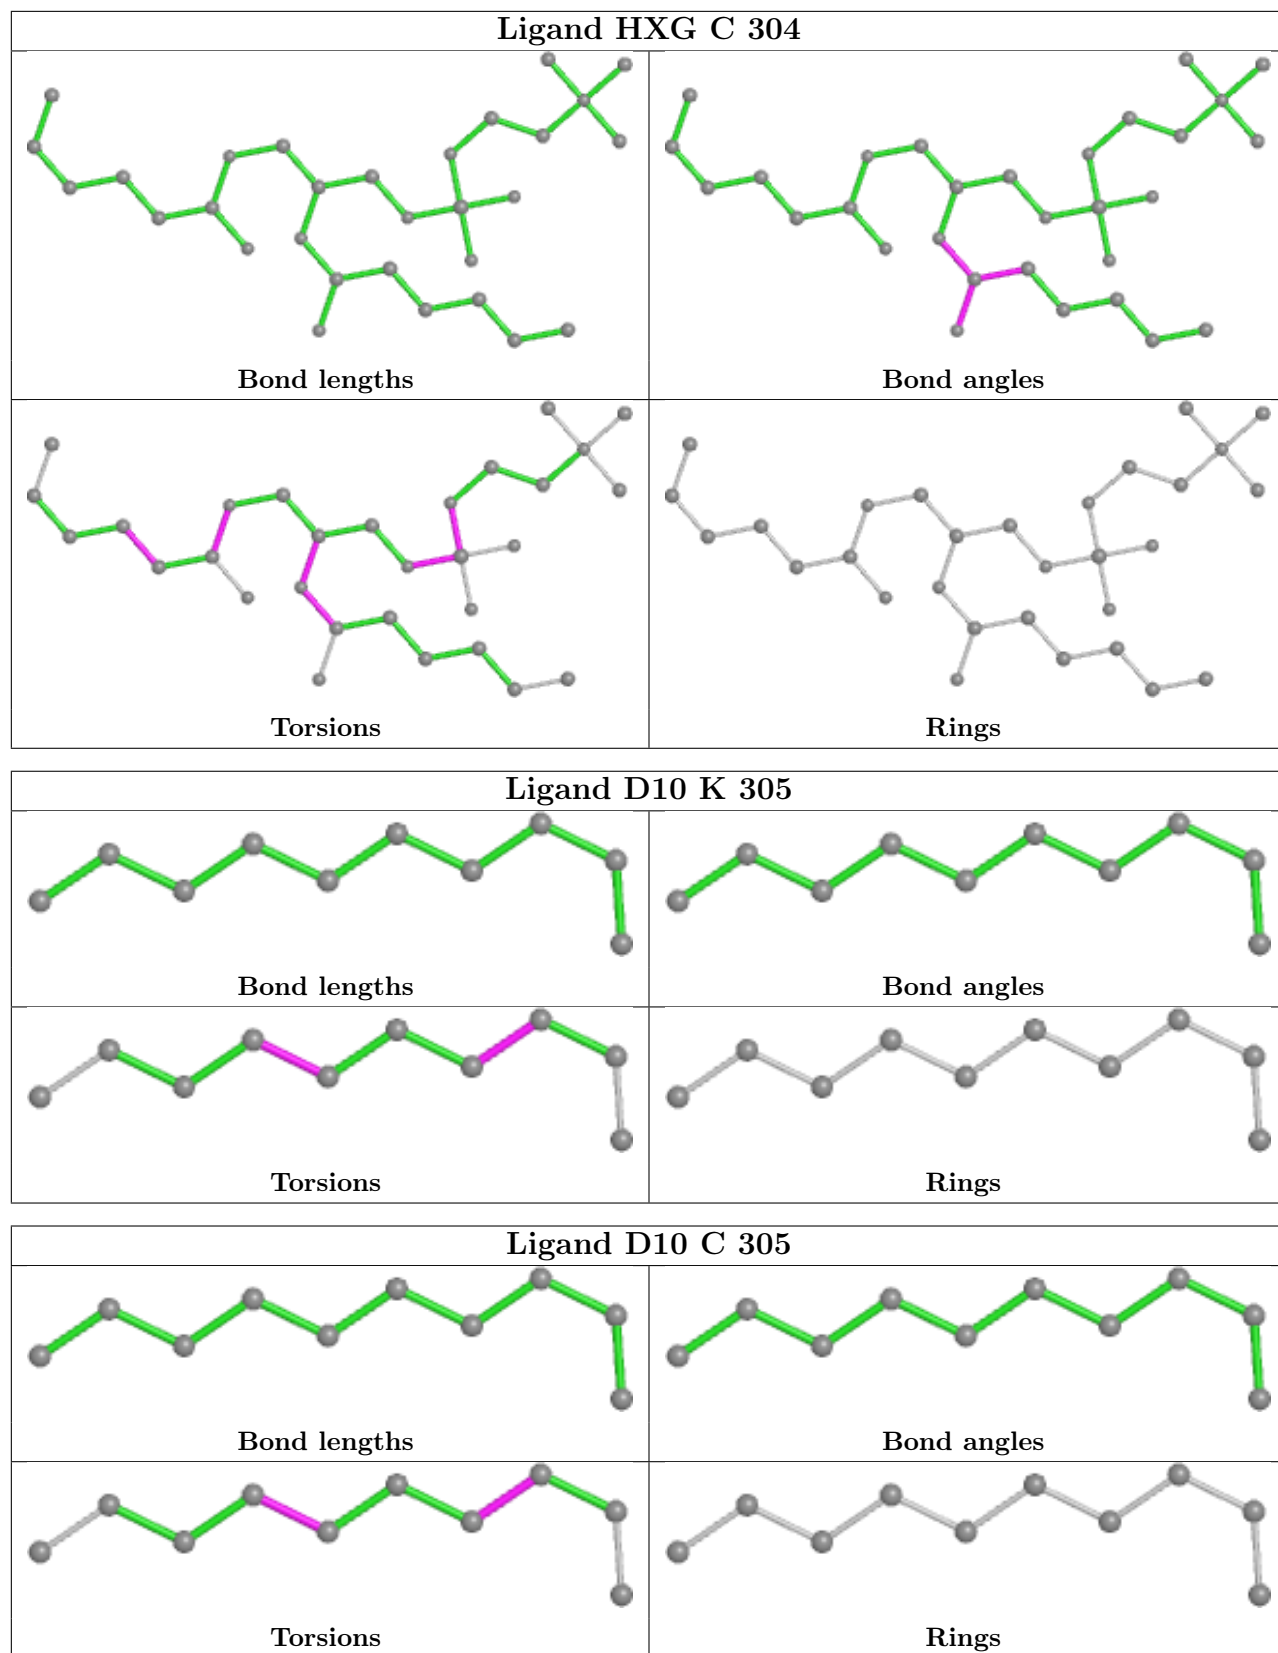 Ligand HXG C 304
Bond lengths
Bond angles
Torsions
Rings
Ligand D10 K 305
Bond lengths
Bond angles
Torsions
Rings
Ligand D10 C 305
Bond lengths
Bond angles
Torsions
Rings